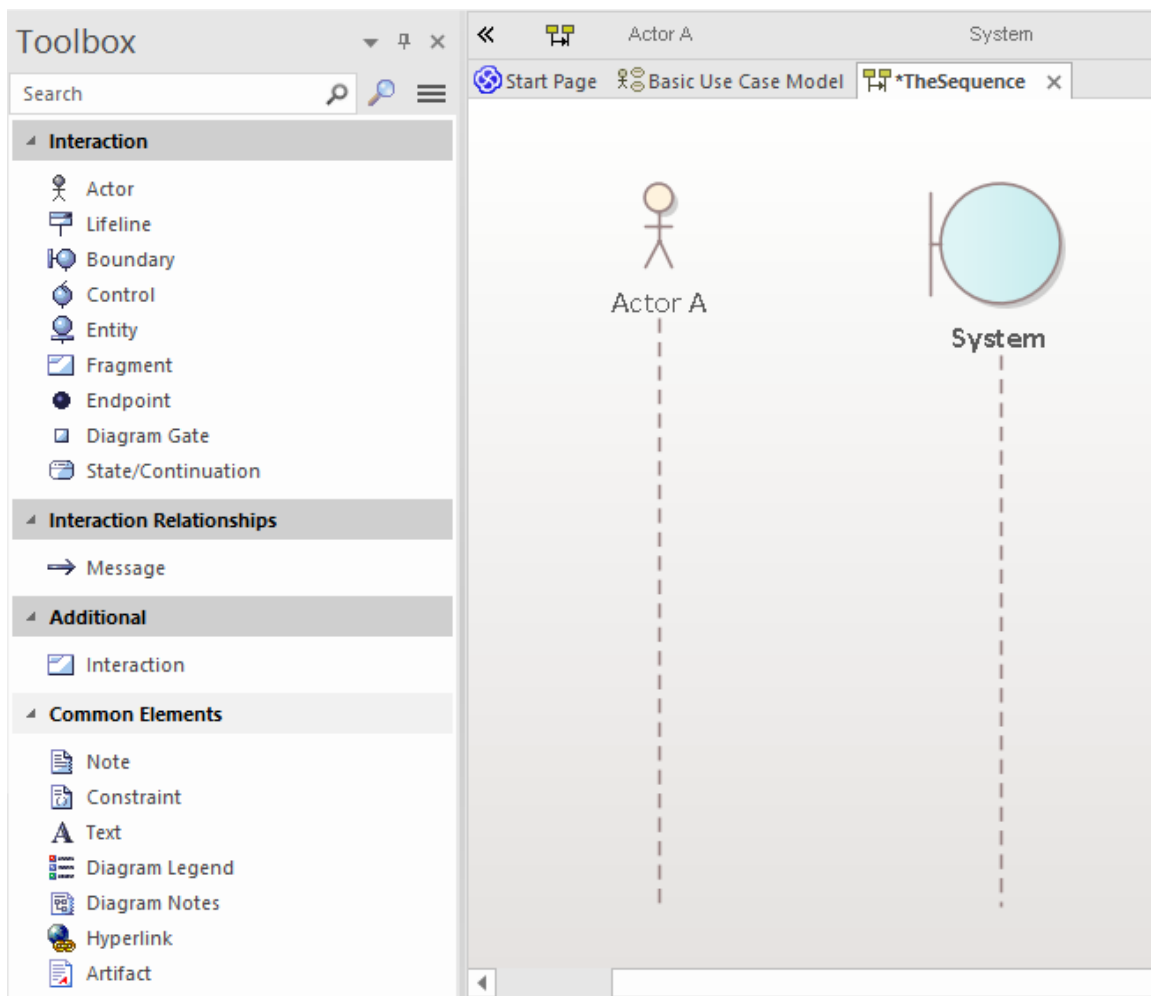 Toolbox
Search
Interaction
Actor
Lifeline
Boundary
Control
Entity
Fragment
Endpoint
Diagram Gate
State/Continuation
Interaction Relationships
Message
Additional
Interaction
Common Elements
Note
Constraint
Text
Diagram Legend
Diagram Notes
Hyperlink
Artifact
Actor A System
Start Page Basic Use Case Model *TheSequence
Actor A
System